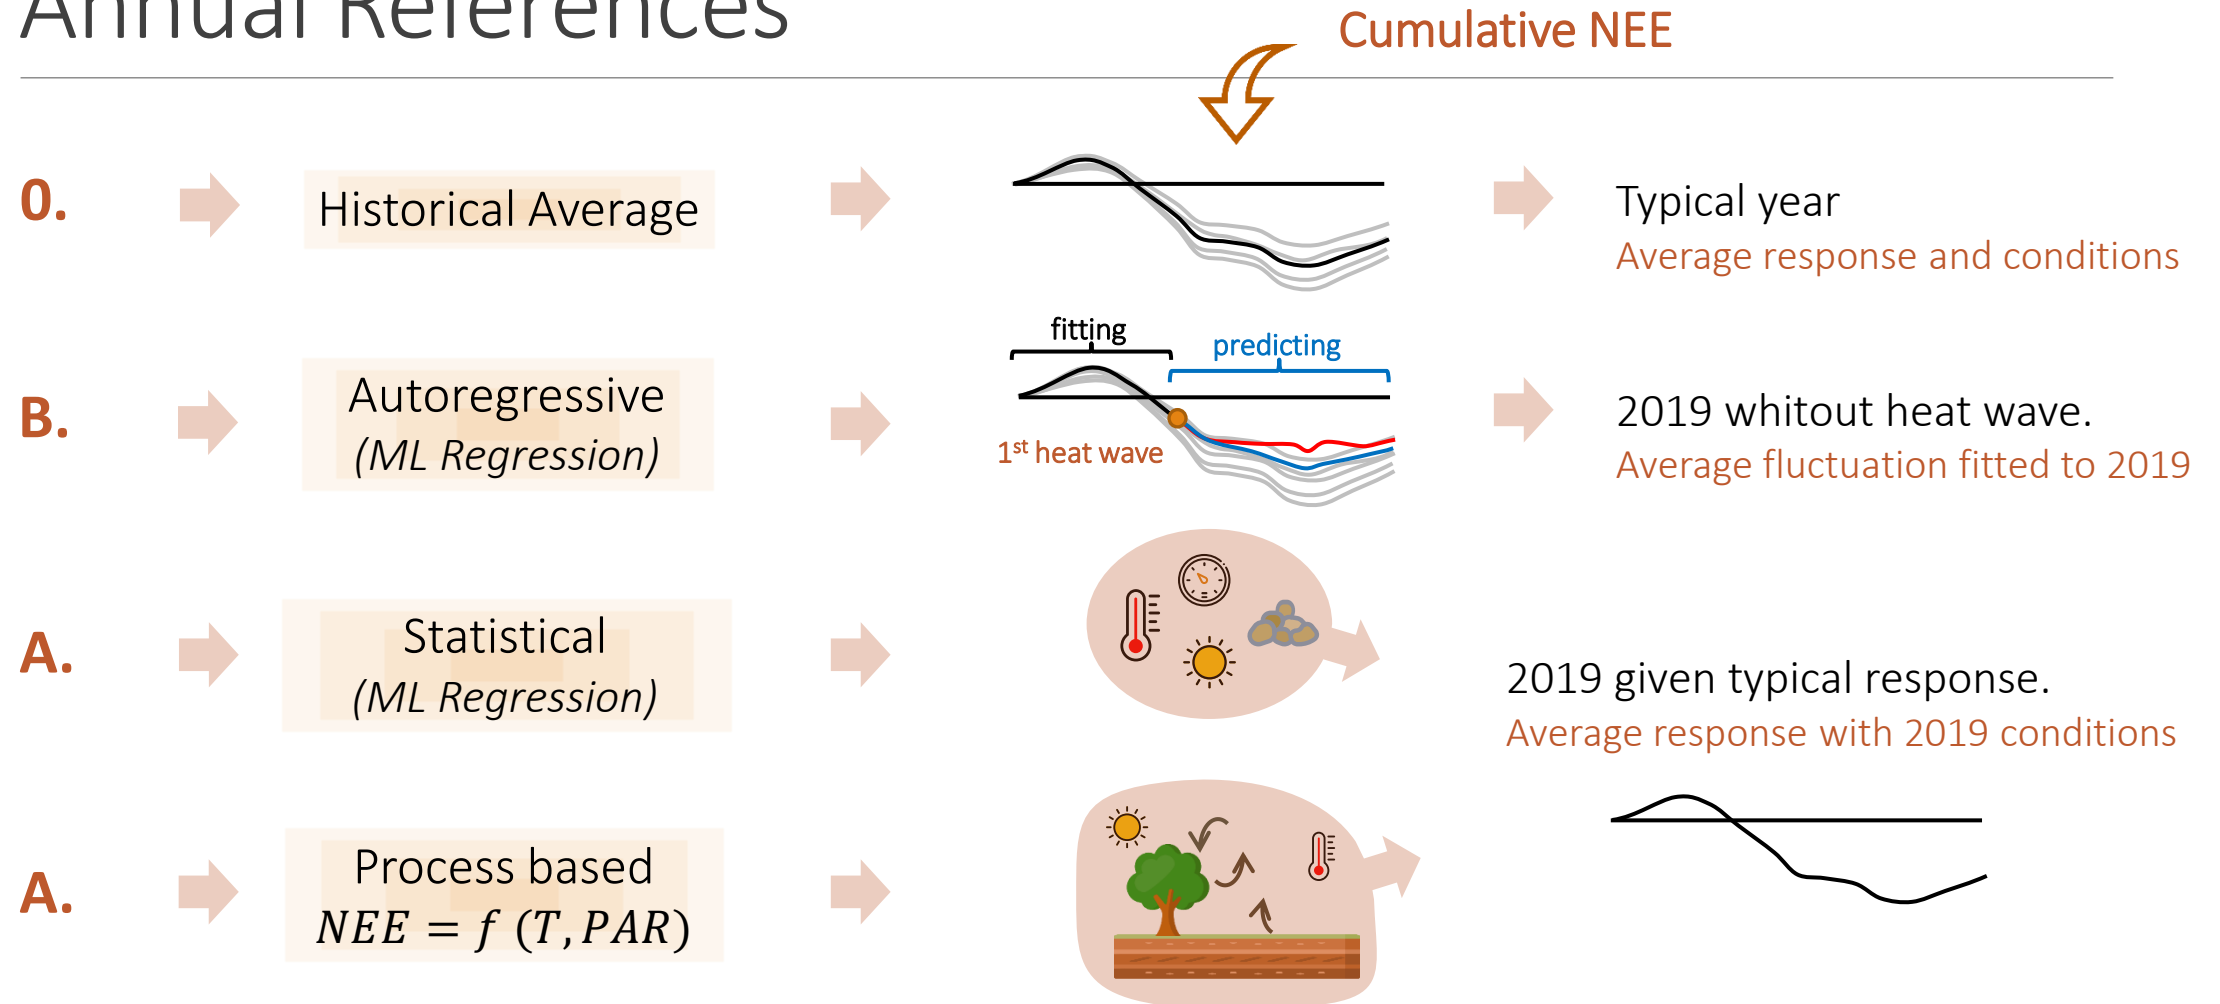 Annual References
Cumulative NEE
0.
Historical Average
Typical year
Average response and conditions
B.
Autoregressive
(ML Regression)
fitting
predicting
1st heat wave
2019 whitout heat wave.
Average fluctuation fitted to 2019
A.
Statistical
(ML Regression)
2019 given typical response.
Average response with 2019 conditions
A.
Process based
NEE = f (T, PAR)